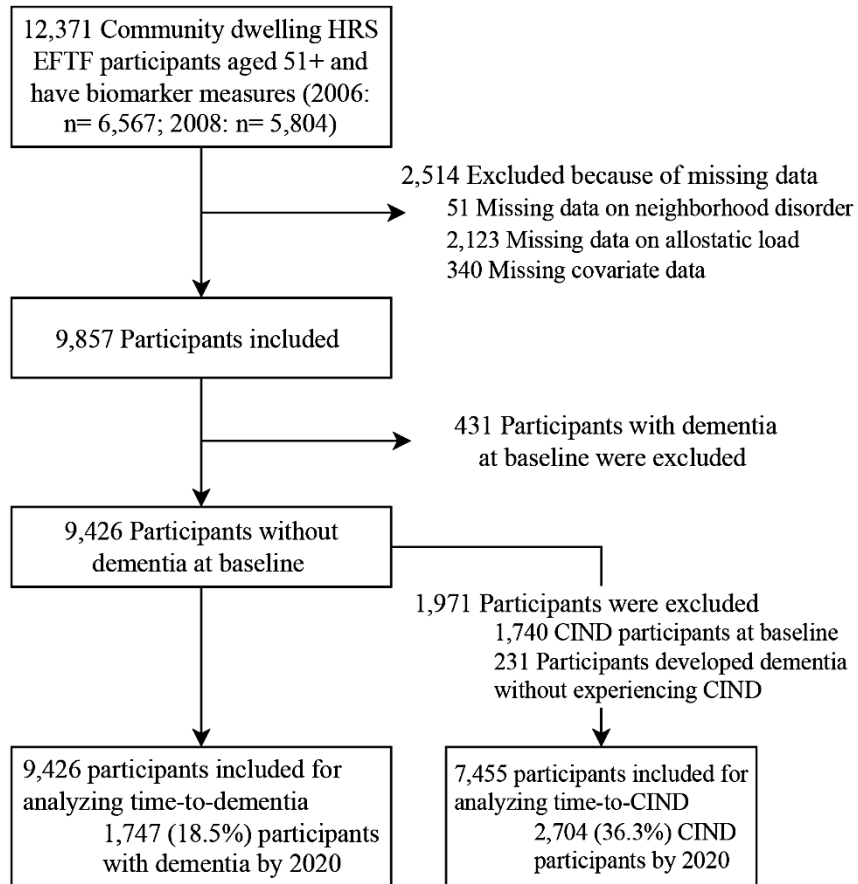 12,371 Community dwelling HRS
EFTF participants aged 51+ and
have biomarker measures (2006:
n= 6,567; 2008: n= 5,804)
2,514 Excluded because of missing data
51 Missing data on neighborhood disorder
2,123 Missing data on allostatic load
340 Missing covariate data
9,857 Participants included
431 Participants with dementia
at baseline were excluded
9,426 Participants without
dementia at baseline
1,971 Participants were excluded
1,740 CIND participants at baseline
231 Participants developed dementia
without experiencing CIND
9,426 participants included for
analyzing time-to-dementia
1,747 (18.5%) participants
with dementia by 2020
7,455 participants included for
analyzing time-to-CIND
2,704 (36.3%) CIND
participants by 2020